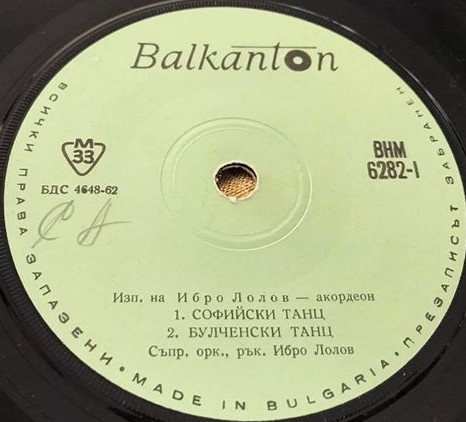 Balkanton
M
33
БДС 4648-62
ВНМ
6282-I
Изп. на Ибро Лолов — акордеон
1. СОФИЙСКИ ТАНЦ
2. БУЛЧЕНСКИ ТАНЦ
Съпр. орк., рък. Ибро Лолов
ВСИЧКИ ПРАВА ЗАПАЗЕНИ • MADE IN BULGARIA • ПРЕЗАПИСЪТ ЗАБРАНЕН